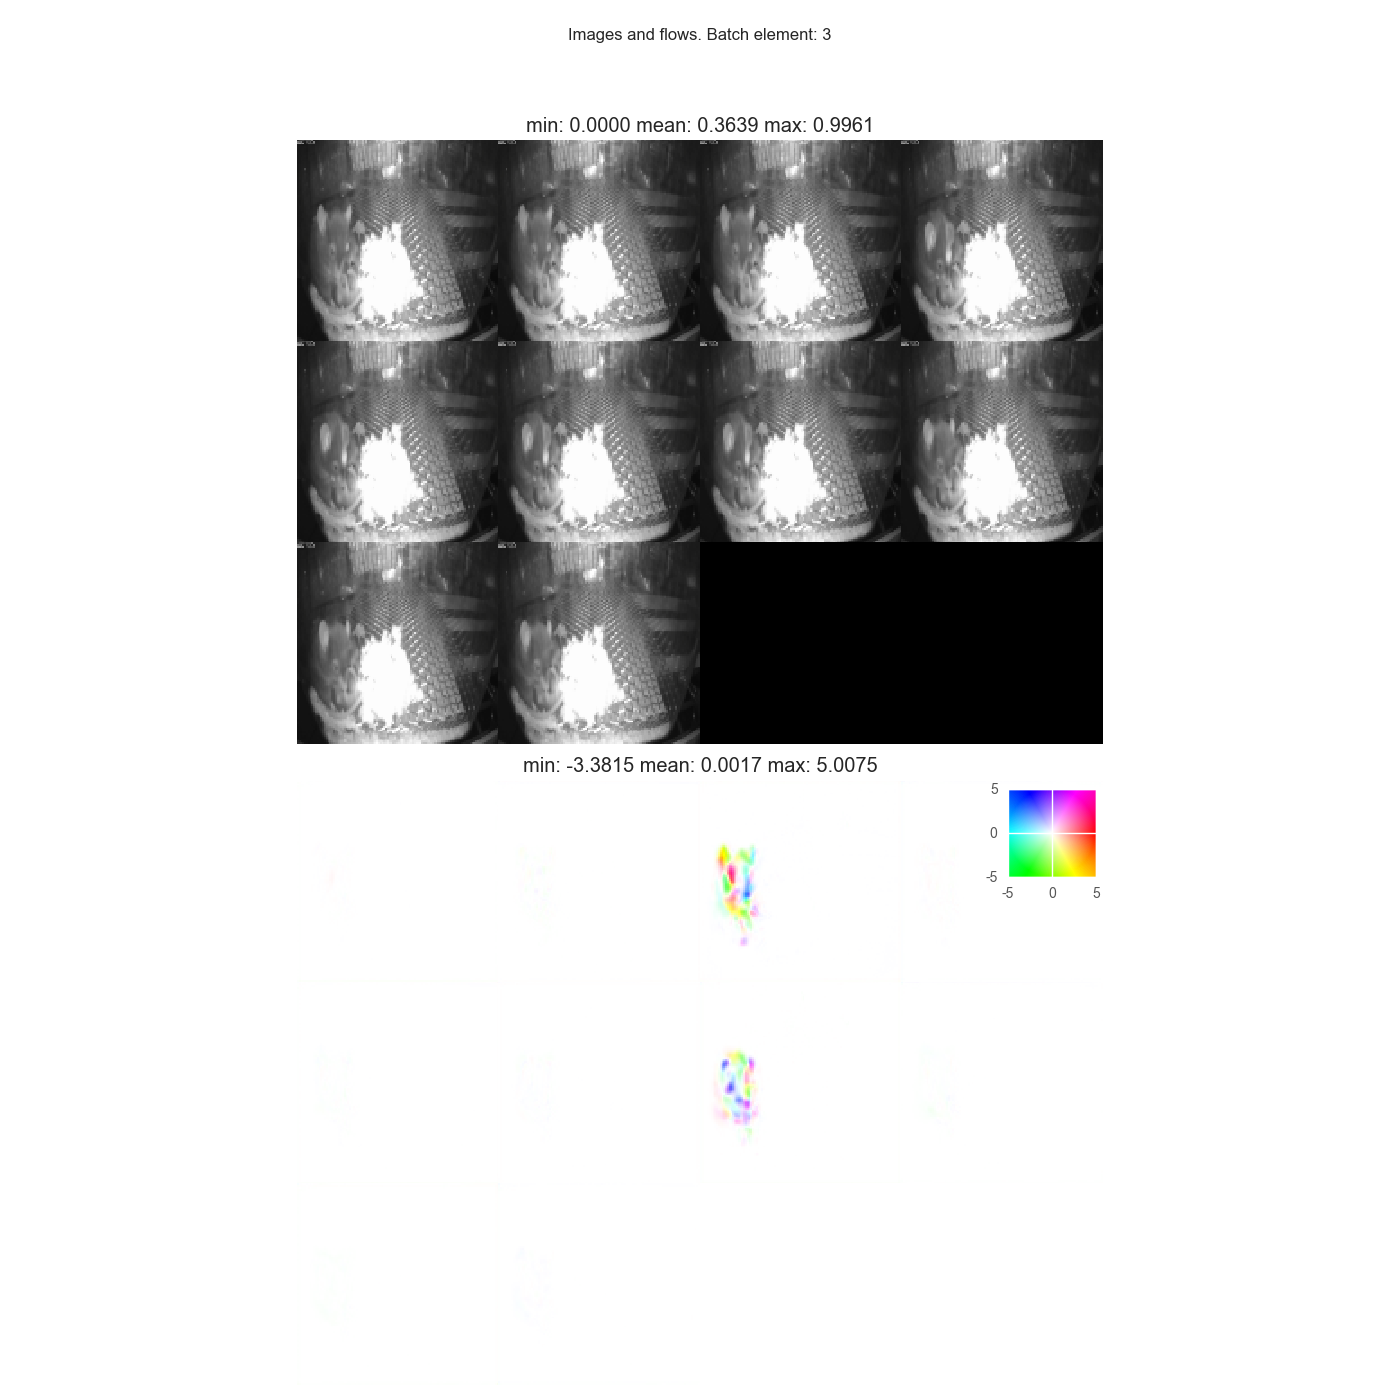 Images and flows. Batch element: 3
min: 0.0000 mean: 0.3639 max: 0.9961
min: -3.3815 mean: 0.0017 max: 5.0075
5
0
-5
-5 0 5